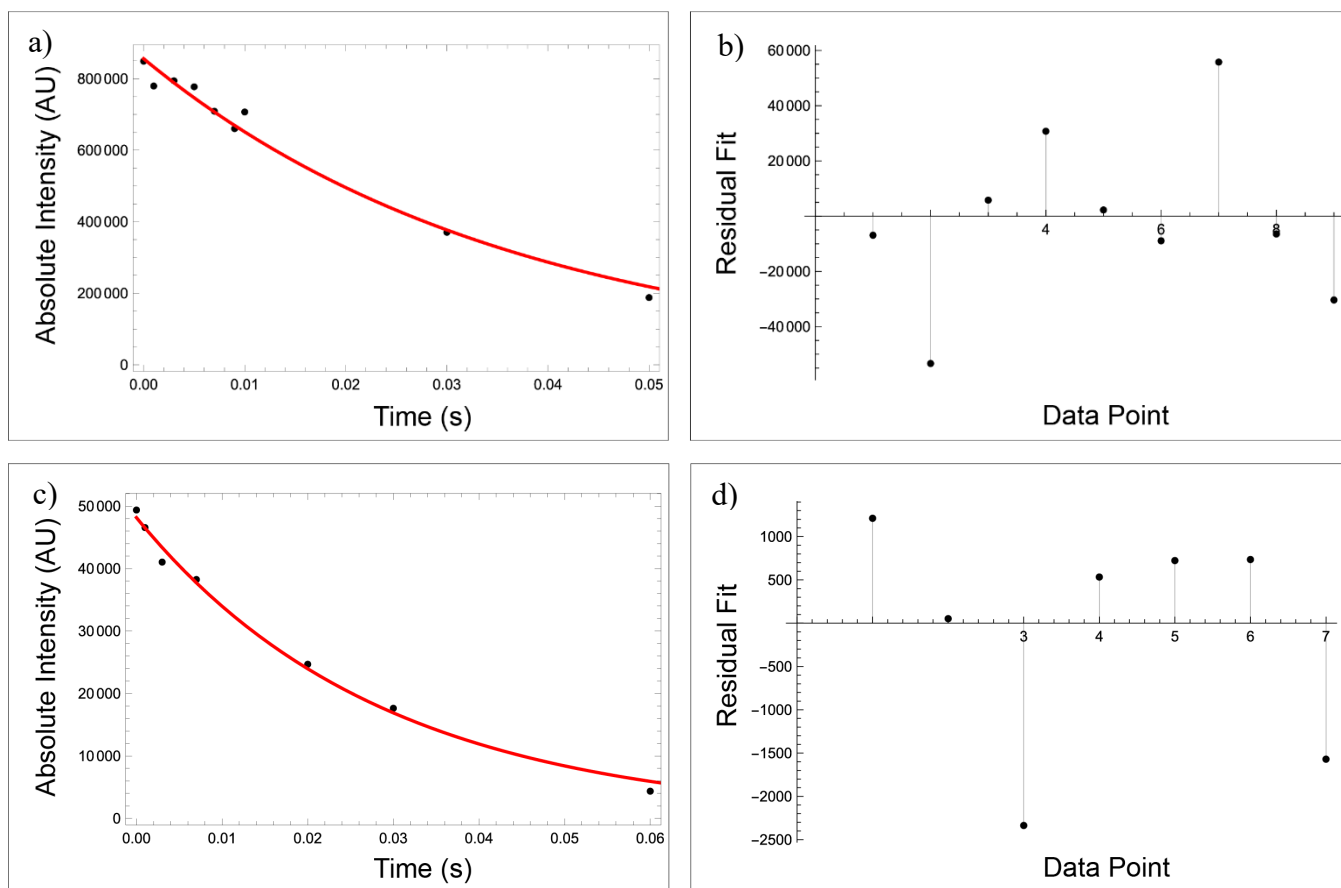 a)
Absolute Intensity (AU)
800 000
600 000
400 000
200 000
0
0.00 0.01 0.02 0.03 0.04 0.05
Time (s)
b)
Residual Fit
60 000
40 000
20 000
−20 000
−40 000
4 6 8
Data Point
c)
Absolute Intensity (AU)
50 000
40 000
30 000
20 000
10 000
0
0.00 0.01 0.02 0.03 0.04 0.05 0.06
Time (s)
d)
Residual Fit
1000
500
−500
−1000
−1500
−2000
−2500
3 4 5 6 7
Data Point